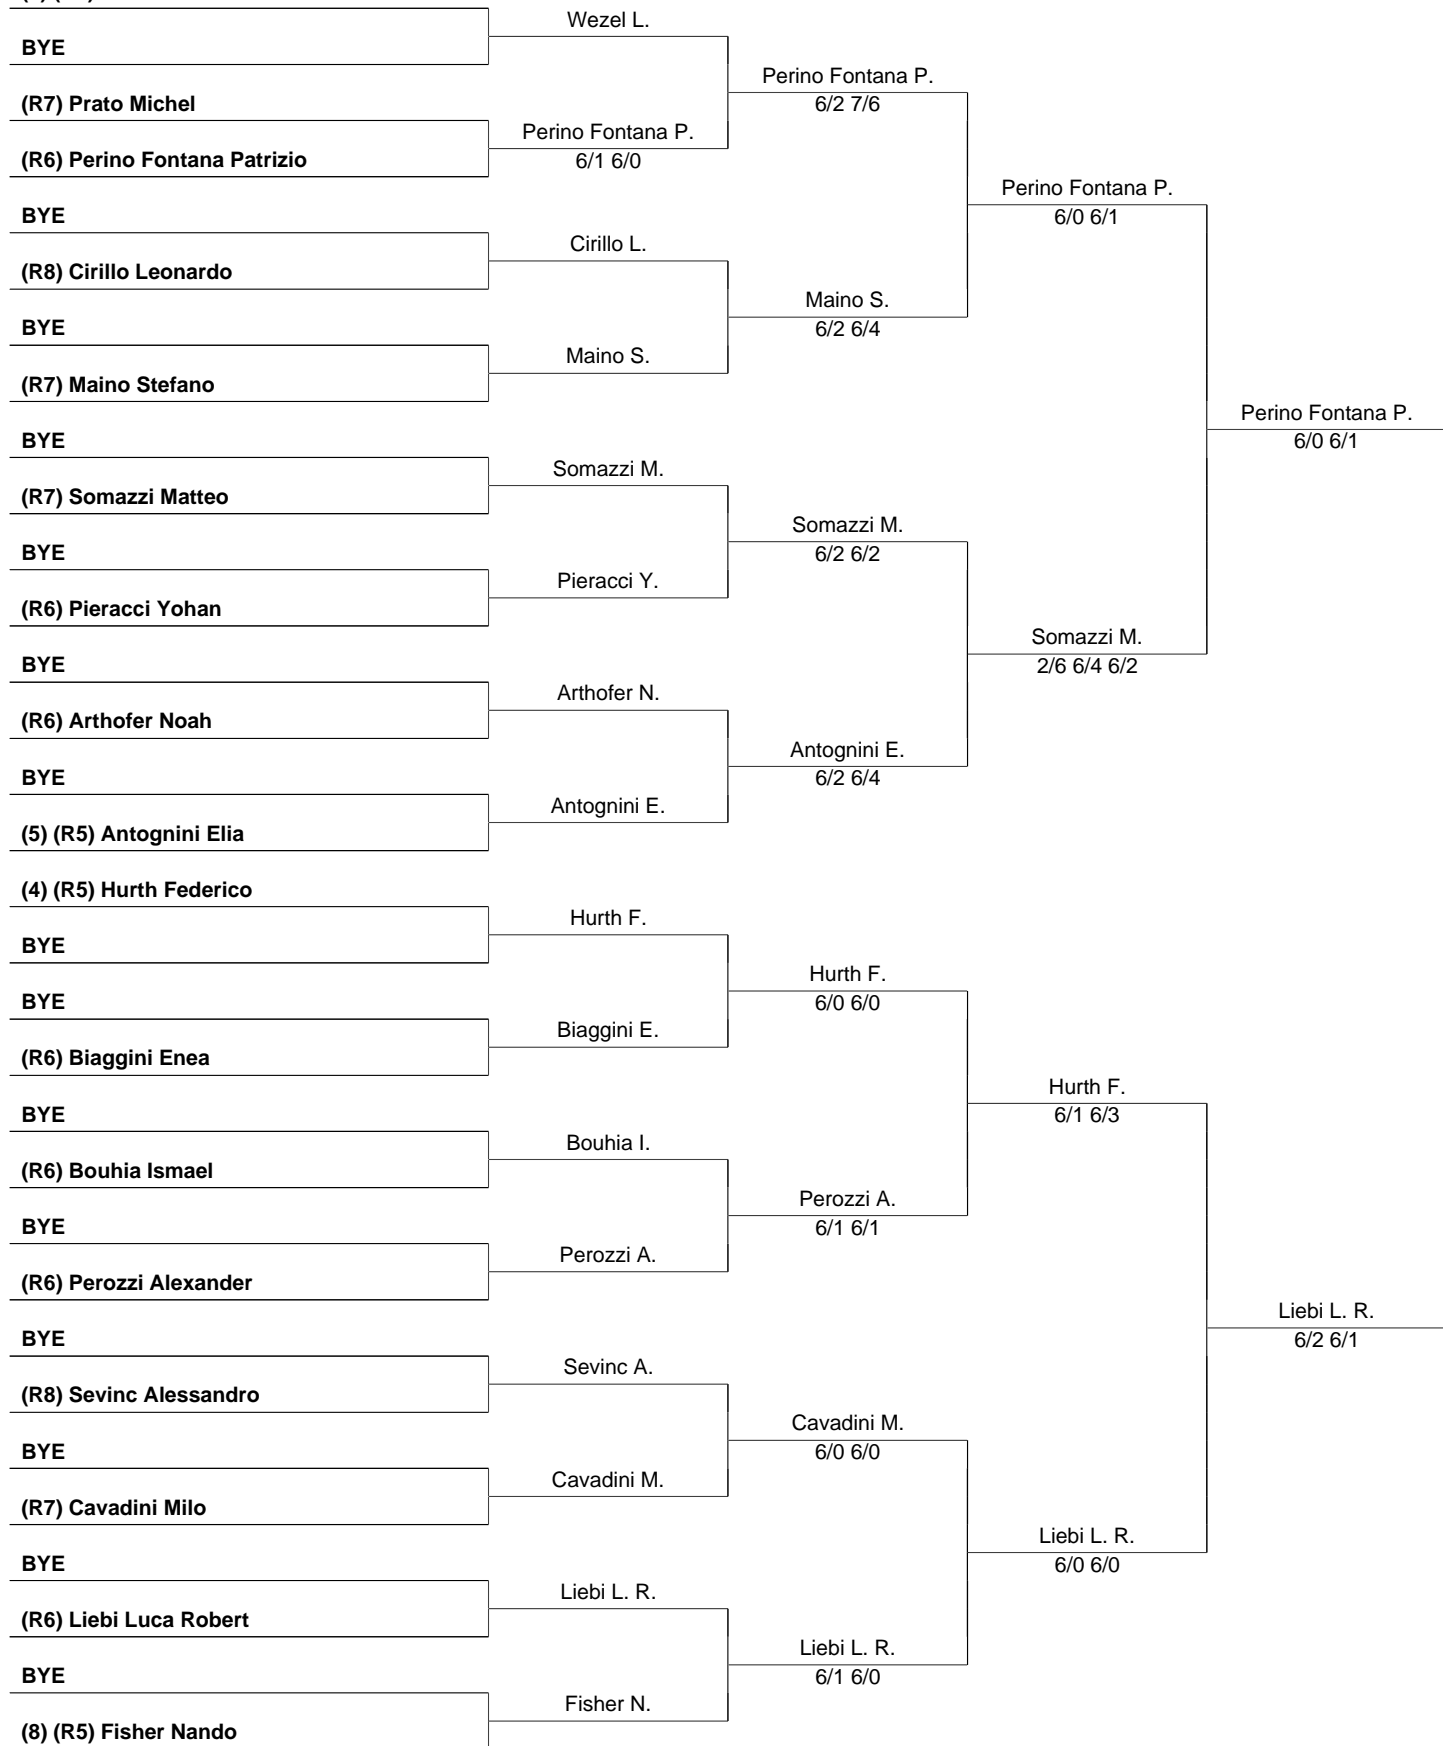 BYE
(R7) Prato Michel
(R6) Perino Fontana Patrizio
BYE
(R8) Cirillo Leonardo
BYE
(R7) Maino Stefano
BYE
(R7) Somazzi Matteo
BYE
(R6) Pieracci Yohan
BYE
(R6) Arthofer Noah
BYE
(5) (R5) Antognini Elia
(4) (R5) Hurth Federico
BYE
BYE
(R6) Biaggini Enea
BYE
(R6) Bouhia Ismael
BYE
(R6) Perozzi Alexander
BYE
(R8) Sevinc Alessandro
BYE
(R7) Cavadini Milo
BYE
(R6) Liebi Luca Robert
BYE
(8) (R5) Fisher Nando
Wezel L.
Perino Fontana P.
6/1 6/0
Cirillo L.
Maino S.
Somazzi M.
Pieracci Y.
Arthofer N.
Antognini E.
Hurth F.
Biaggini E.
Bouhia I.
Perozzi A.
Sevinc A.
Cavadini M.
Liebi L. R.
Fisher N.
Perino Fontana P.
6/2 7/6
Maino S.
6/2 6/4
Somazzi M.
6/2 6/2
Antognini E.
6/2 6/4
Hurth F.
6/0 6/0
Perozzi A.
6/1 6/1
Cavadini M.
6/0 6/0
Liebi L. R.
6/1 6/0
Perino Fontana P.
6/0 6/1
Somazzi M.
2/6 6/4 6/2
Hurth F.
6/1 6/3
Liebi L. R.
6/0 6/0
Perino Fontana P.
6/0 6/1
Liebi L. R.
6/2 6/1